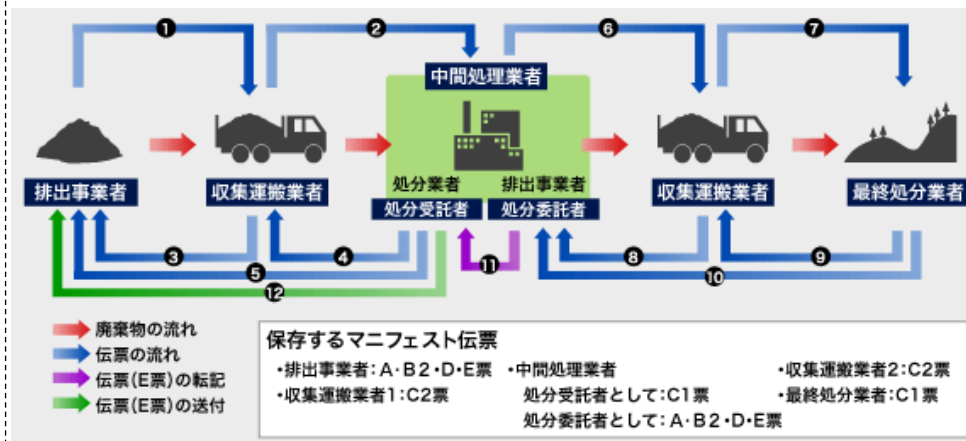 ❶
❷
❻
❼
中間処理業者
処分業者
排出事業者
排出事業者
収集運搬業者
処分受託者
処分委託者
収集運搬業者
最終処分業者
❸
❹
⓫
❽
❾
❺
❿
⓬
廃棄物の流れ
伝票の流れ
伝票(E票)の転記
伝票(E票)の送付
保存するマニフェスト伝票
・排出事業者:A・B2・D・E票
・収集運搬業者1:C2票
・中間処理業者
処分受託者として:C1票
処分委託者として:A・B2・D・E票
・収集運搬業者2:C2票
・最終処分業者:C1票